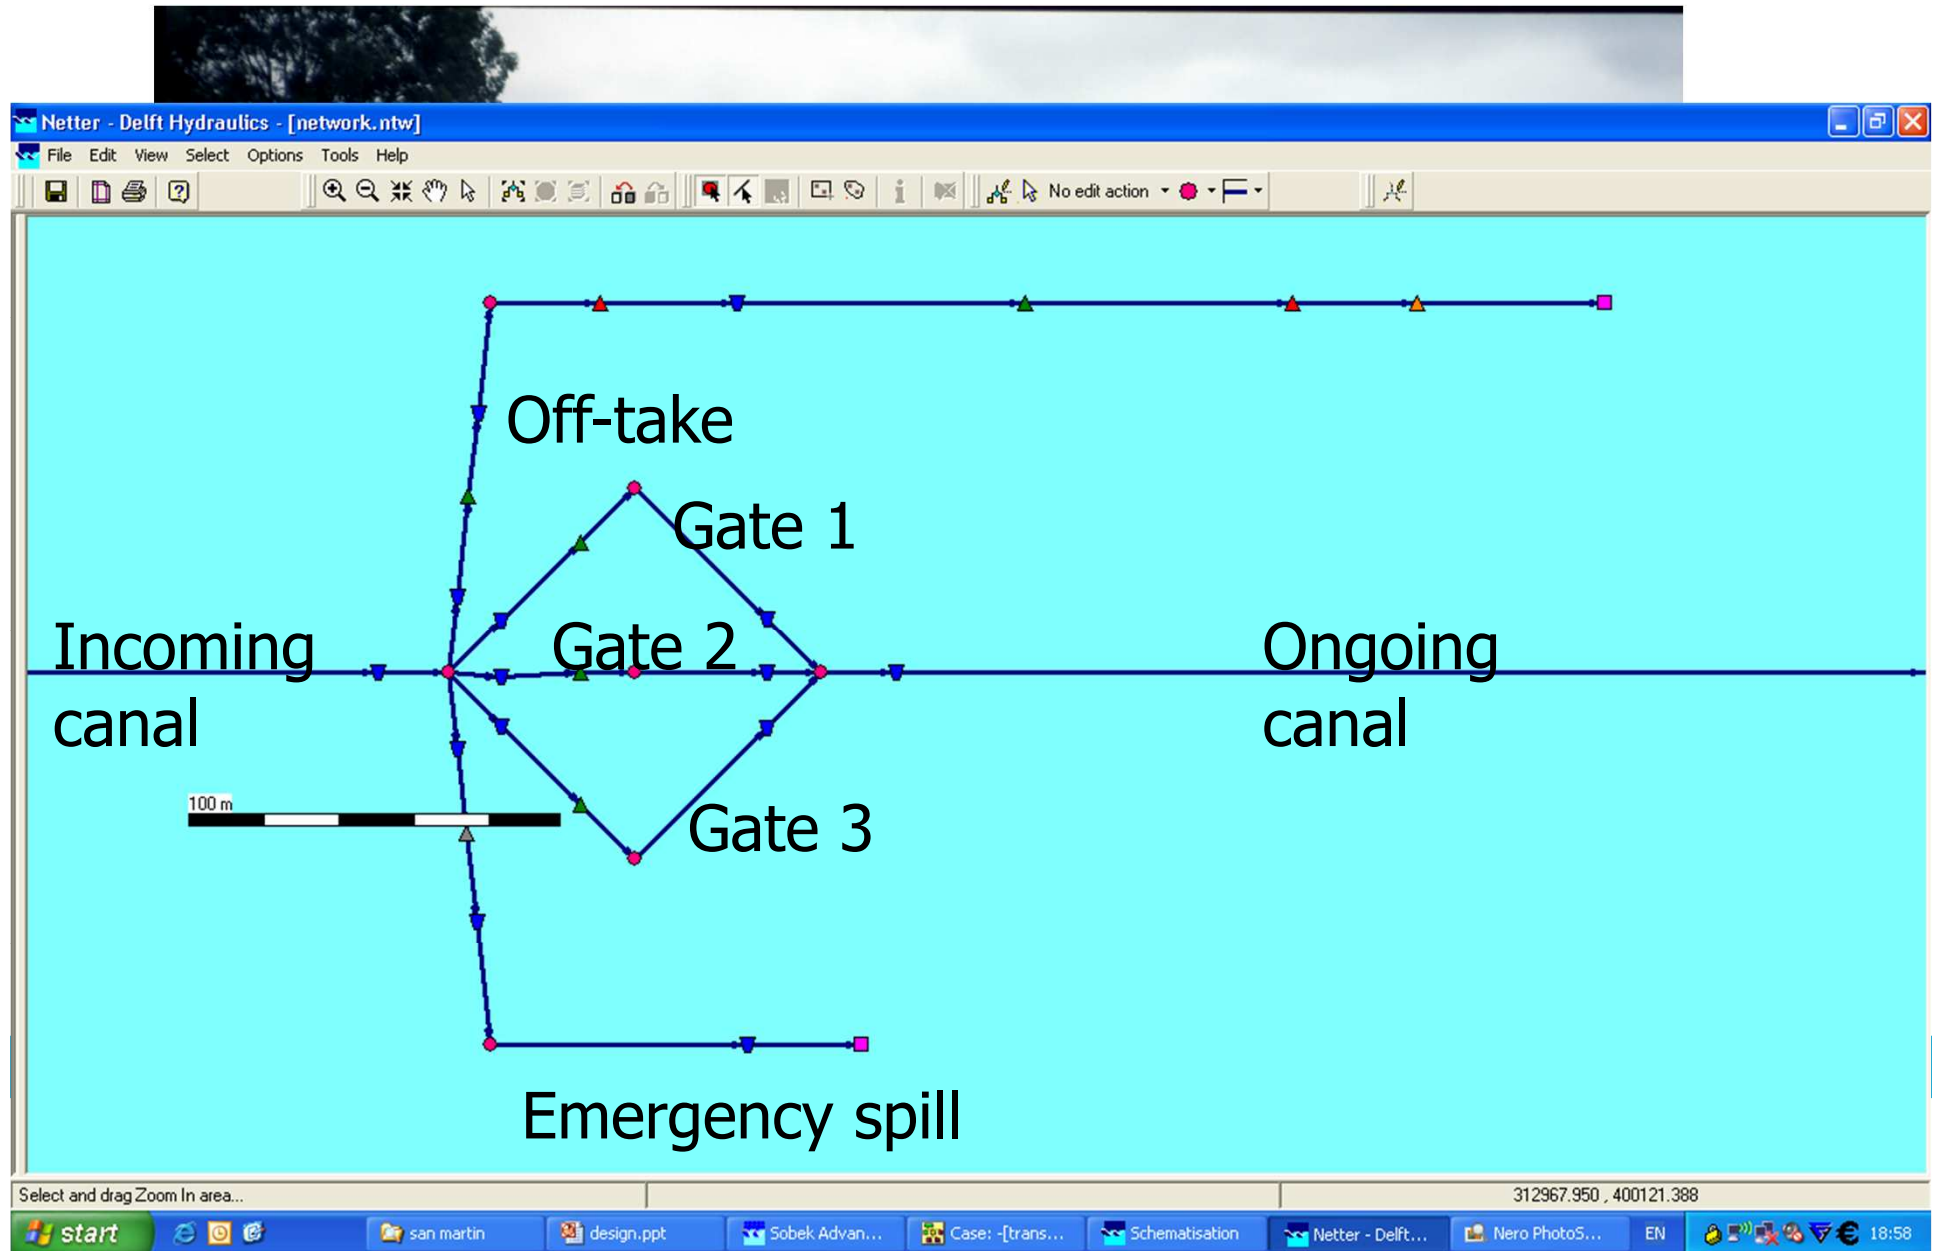 Netter - Delft Hydraulics - [network.ntw]
File Edit View Select Options Tools Help
No edit action
Off-take
Gate 1
Incoming
canal
Gate 2
Ongoing
canal
100 m
Gate 3
Emergency spill
Select and drag Zoom In area...
312967.950 , 400121.388
start
san martin
design.ppt
Sobek Advan...
Case: -[trans...
Schematisation
Netter - Delft...
Nero PhotoS...
EN
18:58